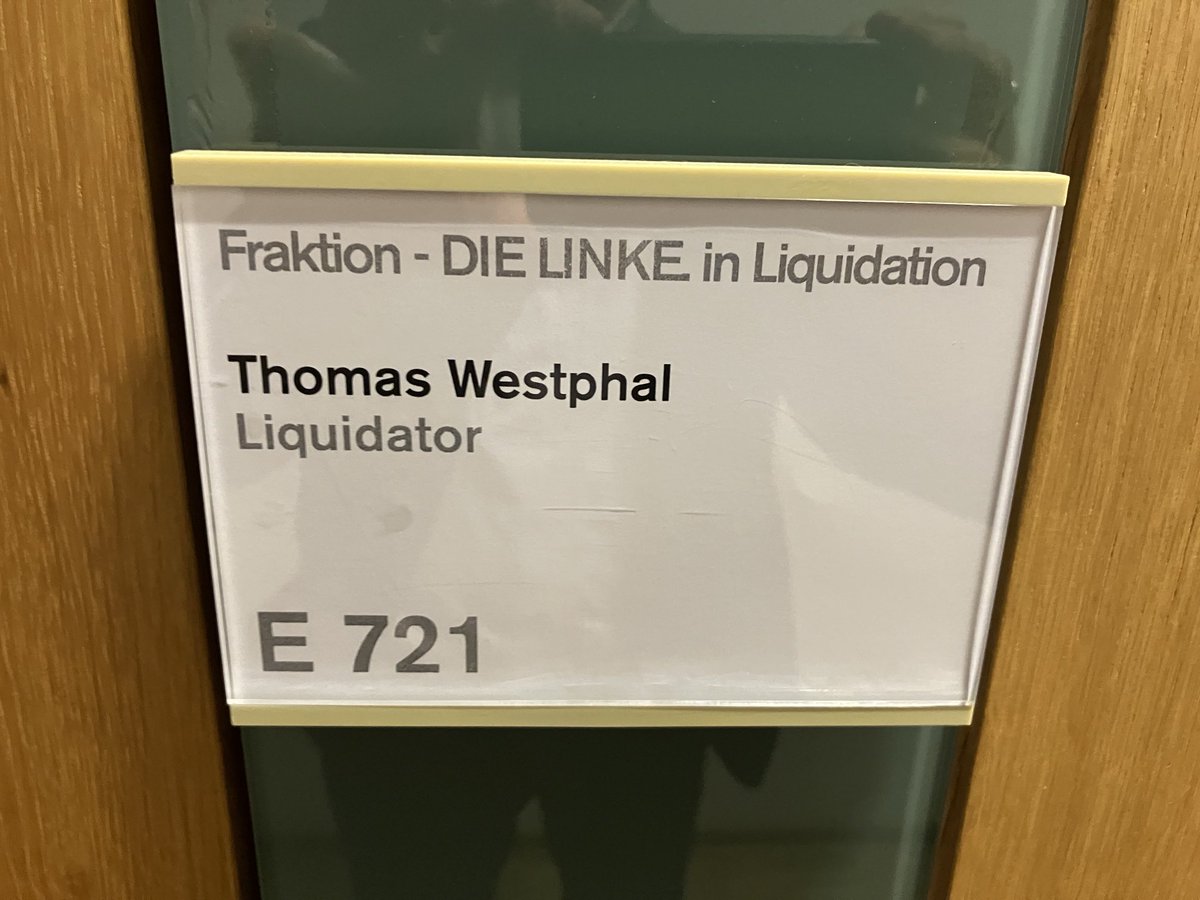 Fraktion - DIE LINKE. in Liquidation
Thomas Westphal
Liquidator
E 721